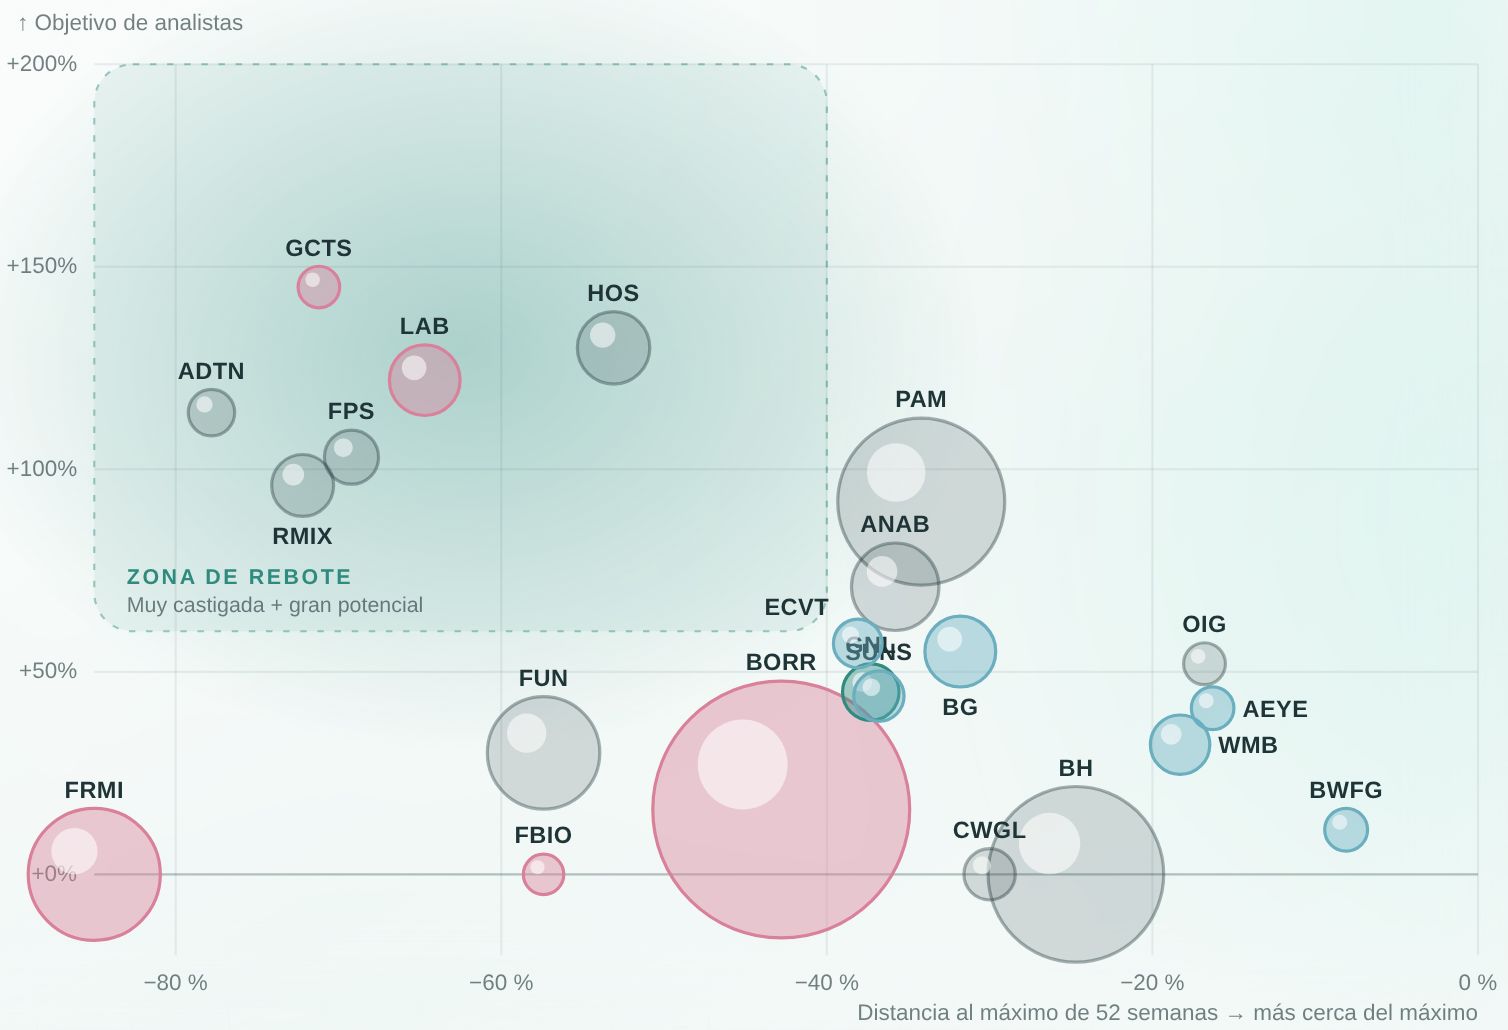 ↑ Objetivo de analistas
+200%
GCTS
+150%
HOS
LAB
ADTN
PAM
FPS
+100%
ANAB
RMIX
ZONA DE REBOTE
Muy castigada + gran potencial
ECVT
OIG
GNL
SUNS
BORR
+50%
FUN
BG
AEYE
WMB
BH
FRMI
BWFG
CWGL
FBIO
+0%
−80 %
−60 %
−40 %
−20 %
0 %
Distancia al máximo de 52 semanas → más cerca del máximo